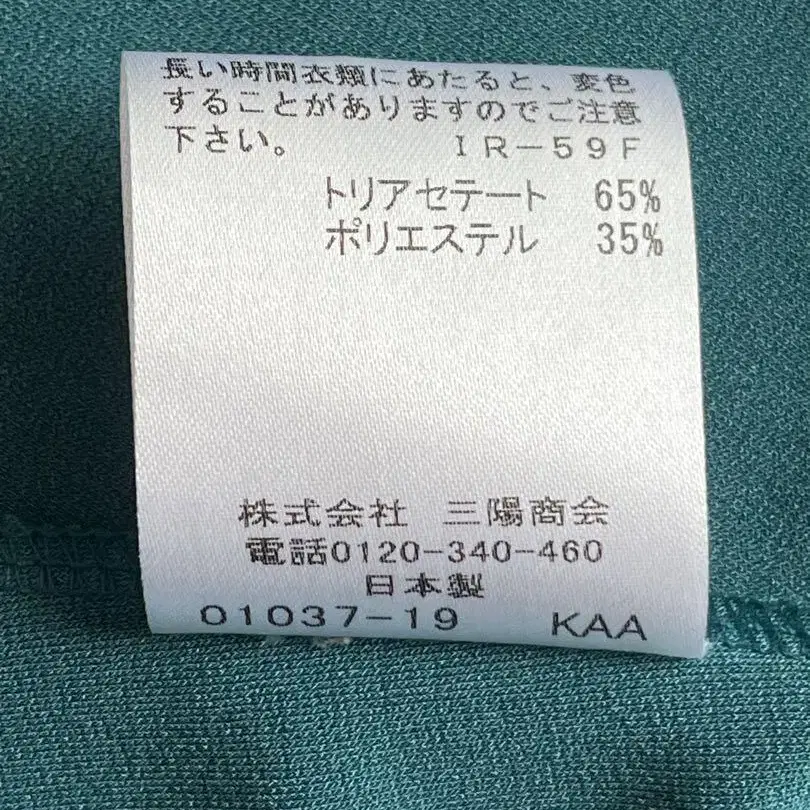 長い時間衣類にあたると、変色
することがありますのでご注意
下さい。 IR-59F
トリアセテート 65%
ポリエステル 35%
株式会社 三陽商会
電話0120-340-460
日本製
01037-19 KAA